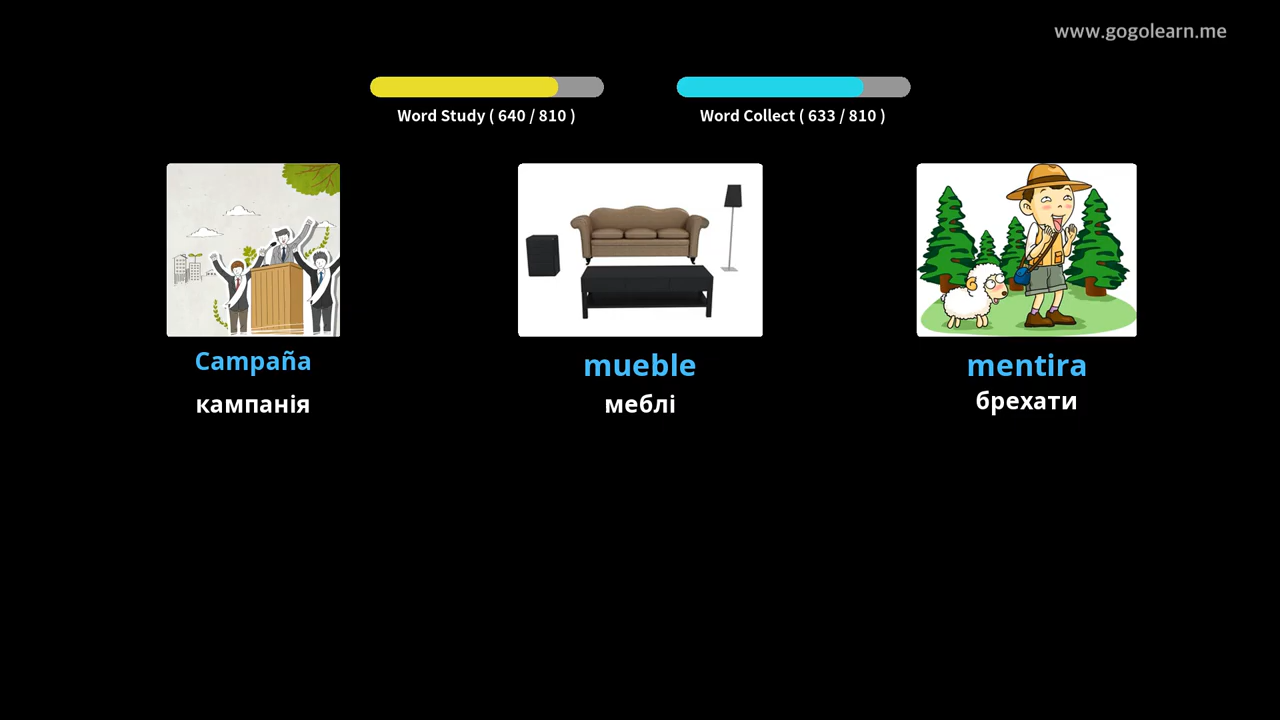 www.gogolearn.me
Word Study ( 640 / 810 )
Word Collect ( 633 / 810 )
Campaña
кампанія
mueble
меблі
mentira
брехати